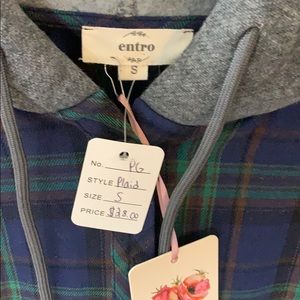 entro
S
No. PG
STYLE Plaid
SIZE S
PRICE $38.00